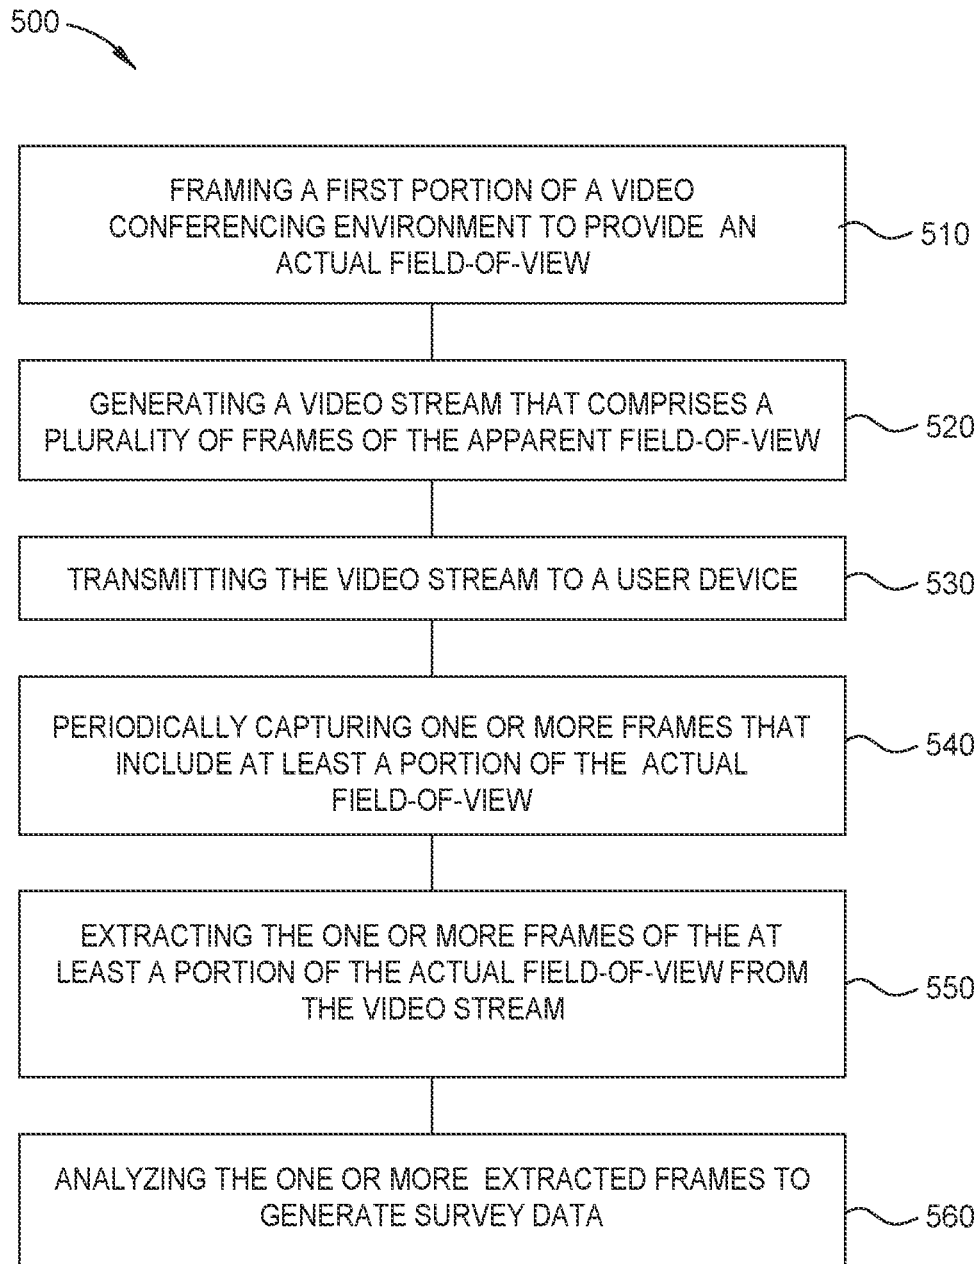 500
FRAMING A FIRST PORTION OF A VIDEO
CONFERENCING ENVIRONMENT TO PROVIDE AN
ACTUAL FIELD-OF-VIEW
510
GENERATING A VIDEO STREAM THAT COMPRISES A
PLURALITY OF FRAMES OF THE APPARENT FIELD-OF-VIEW
520
TRANSMITTING THE VIDEO STREAM TO A USER DEVICE
530
PERIODICALLY CAPTURING ONE OR MORE FRAMES THAT
INCLUDE AT LEAST A PORTION OF THE ACTUAL
FIELD-OF-VIEW
540
EXTRACTING THE ONE OR MORE FRAMES OF THE AT
LEAST A PORTION OF THE ACTUAL FIELD-OF-VIEW FROM
THE VIDEO STREAM
550
ANALYZING THE ONE OR MORE EXTRACTED FRAMES TO
GENERATE SURVEY DATA
560